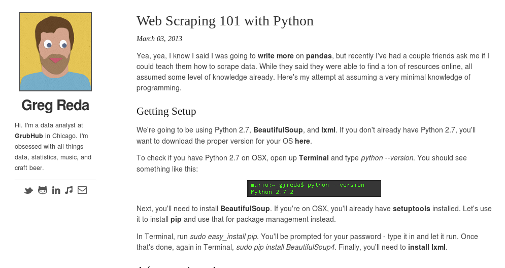 Web Scraping 101 with Python
March 03, 2013
Yea, yea, I know I said I was going to write more on pandas, but recently I've had a couple friends ask me if I
could teach them how to scrape data. While they said they were able to find a ton of resources online, all
assumed some level of knowledge already. Here's my attempt at assuming a very minimal knowledge of
programming.
Getting Setup
We're going to be using Python 2.7, BeautifulSoup, and lxml. If you don't already have Python 2.7, you'll
want to download the proper version for your OS here.
To check if you have Python 2.7 on OSX, open up Terminal and type python --version. You should see
something like this:
gjreda$ python --version
Python 2.7.2
Next, you'll need to install BeautifulSoup. If you're on OSX, you'll already have setuptools installed. Let's use
it to install pip and use that for package management instead.
In Terminal, run sudo easy_install pip. You'll be prompted for your password - type it in and let it run. Once
that's done, again in Terminal, sudo pip install BeautifulSoup4. Finally, you'll need to install lxml.
Greg Reda
Hi. I'm a data analyst at
GrubHub in Chicago. I'm
obsessed with all things
data, statistics, music, and
craft beer.